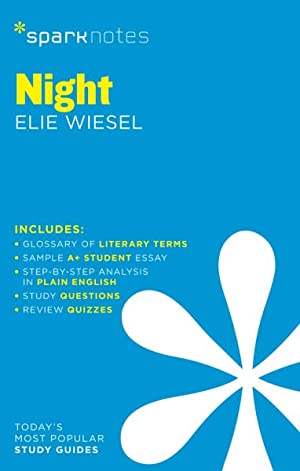 sparknotes
Night
ELIE WIESEL
INCLUDES:
• GLOSSARY OF LITERARY TERMS
• SAMPLE A+ STUDENT ESSAY
• STEP-BY-STEP ANALYSIS
IN PLAIN ENGLISH
• STUDY QUESTIONS
• REVIEW QUIZZES
TODAY'S
MOST POPULAR
STUDY GUIDES